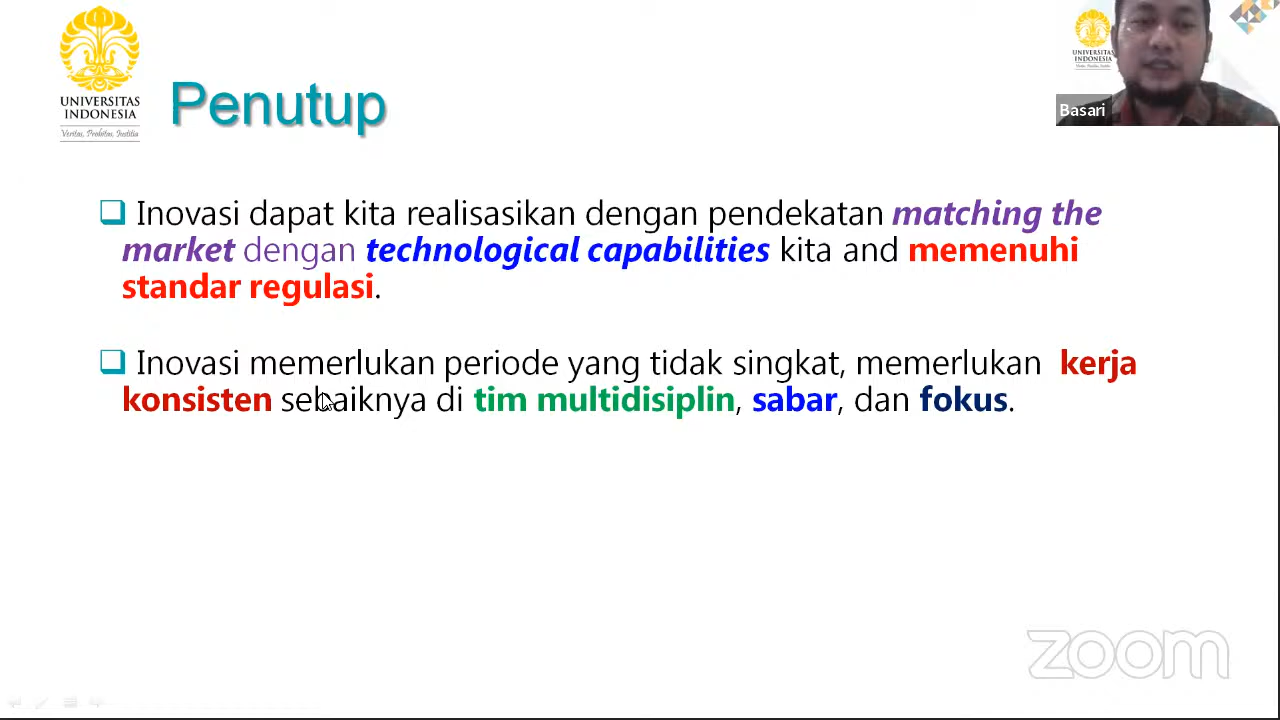 UNIVERSITAS
INDONESIA
Veritas, Probitas, Iustitia
Penutup
UNIVERSITAS
INDONESIA
Basari
❑ Inovasi dapat kita realisasikan dengan pendekatan matching the
market dengan technological capabilities kita and memenuhi
standar regulasi.
❑ Inovasi memerlukan periode yang tidak singkat, memerlukan kerja
konsisten sebaiknya di tim multidisiplin, sabar, dan fokus.
zoom